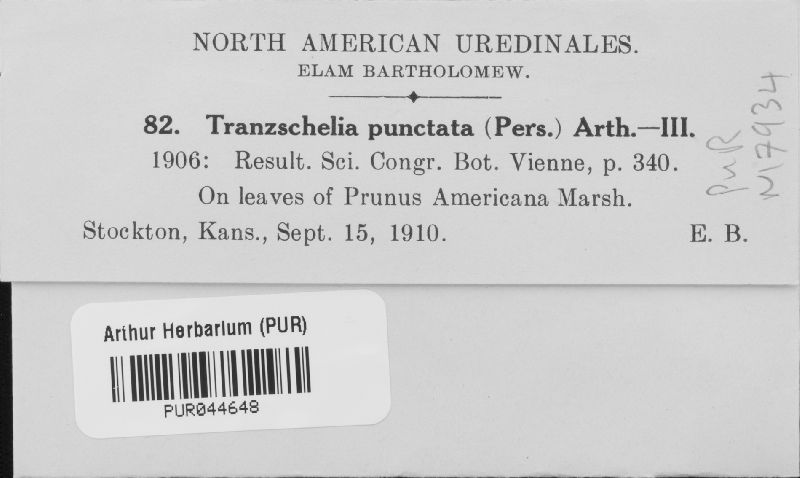 NORTH AMERICAN UREDINALES.
ELAM BARTHOLOMEW.
82. Tranzschelia punctata (Pers.) Arth.—III.
1906: Result. Sci. Congr. Bot. Vienne, p. 340.
On leaves of Prunus Americana Marsh.
Stockton, Kans., Sept. 15, 1910. E. B.
PUR
N17934
Arthur Herbarium (PUR)
PUR044648